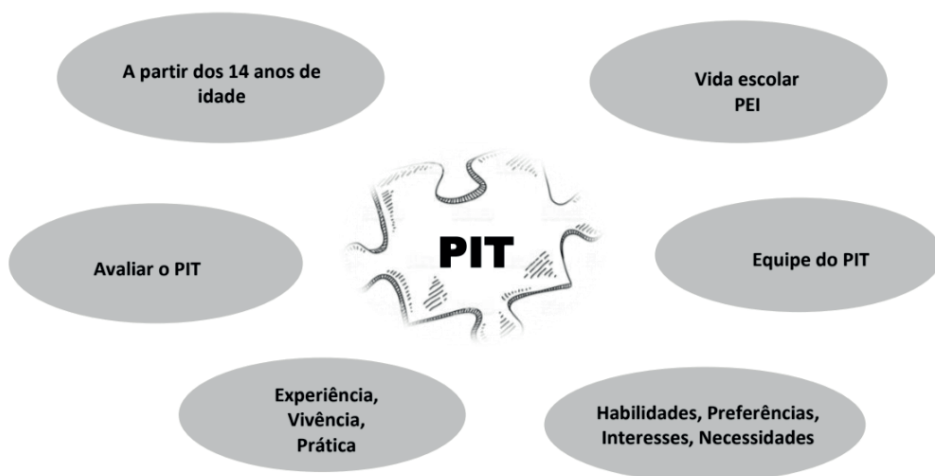 A partir dos 14 anos de
idade
Vida escolar
PEI
PIT
Avaliar o PIT
Equipe do PIT
Experiência,
Vivência,
Prática
Habilidades, Preferências,
Interesses, Necessidades